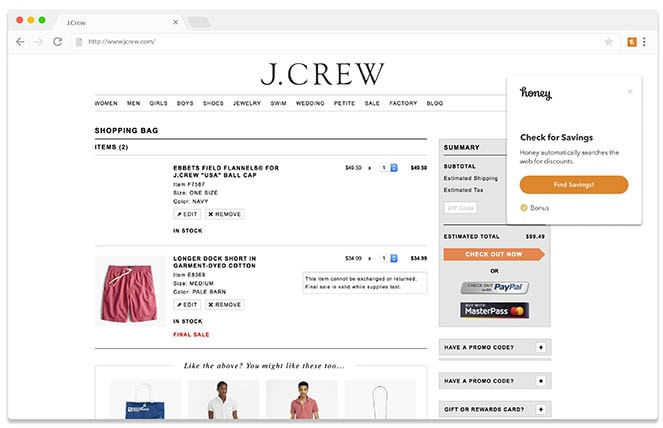 J.Crew
http://www.jcrew.com/
J.CREW
WOMEN MEN GIRLS BOYS SHOES JEWELRY SWIM WEDDING PETITE SALE FACTORY BLOG
honey
Check for Savings
Honey automatically searches the
web for discounts.
Find Savings!
Bonus
SHOPPING BAG
ITEMS (2)
EBBETS FIELD FLANNELS® FOR
J.CREW "USA" BALL CAP
Item F7587
Size: ONE SIZE
Color: NAVY
EDIT REMOVE
IN STOCK
$49.50 x 1 $49.50
LONGER DOCK SHORT IN
GARMENT-DYED COTTON
Item E8369
Size: MEDIUM
Color: PALE BARN
EDIT REMOVE
IN STOCK
FINAL SALE
$34.99 x 1 $34.99
This item cannot be exchanged or returned.
Final sale is valid while supplies last.
SUMMARY
SUBTOTAL
Estimated Shipping
Estimated Tax
ZIP Code
ESTIMATED TOTAL $89.49
CHECK OUT NOW
OR
CHECK OUT with PayPal
BUY WITH
MasterPass
HAVE A PROMO CODE? +
HAVE A PROMO CODE? +
GIFT OR REWARDS CARD? +
Like the above? You might like these too...